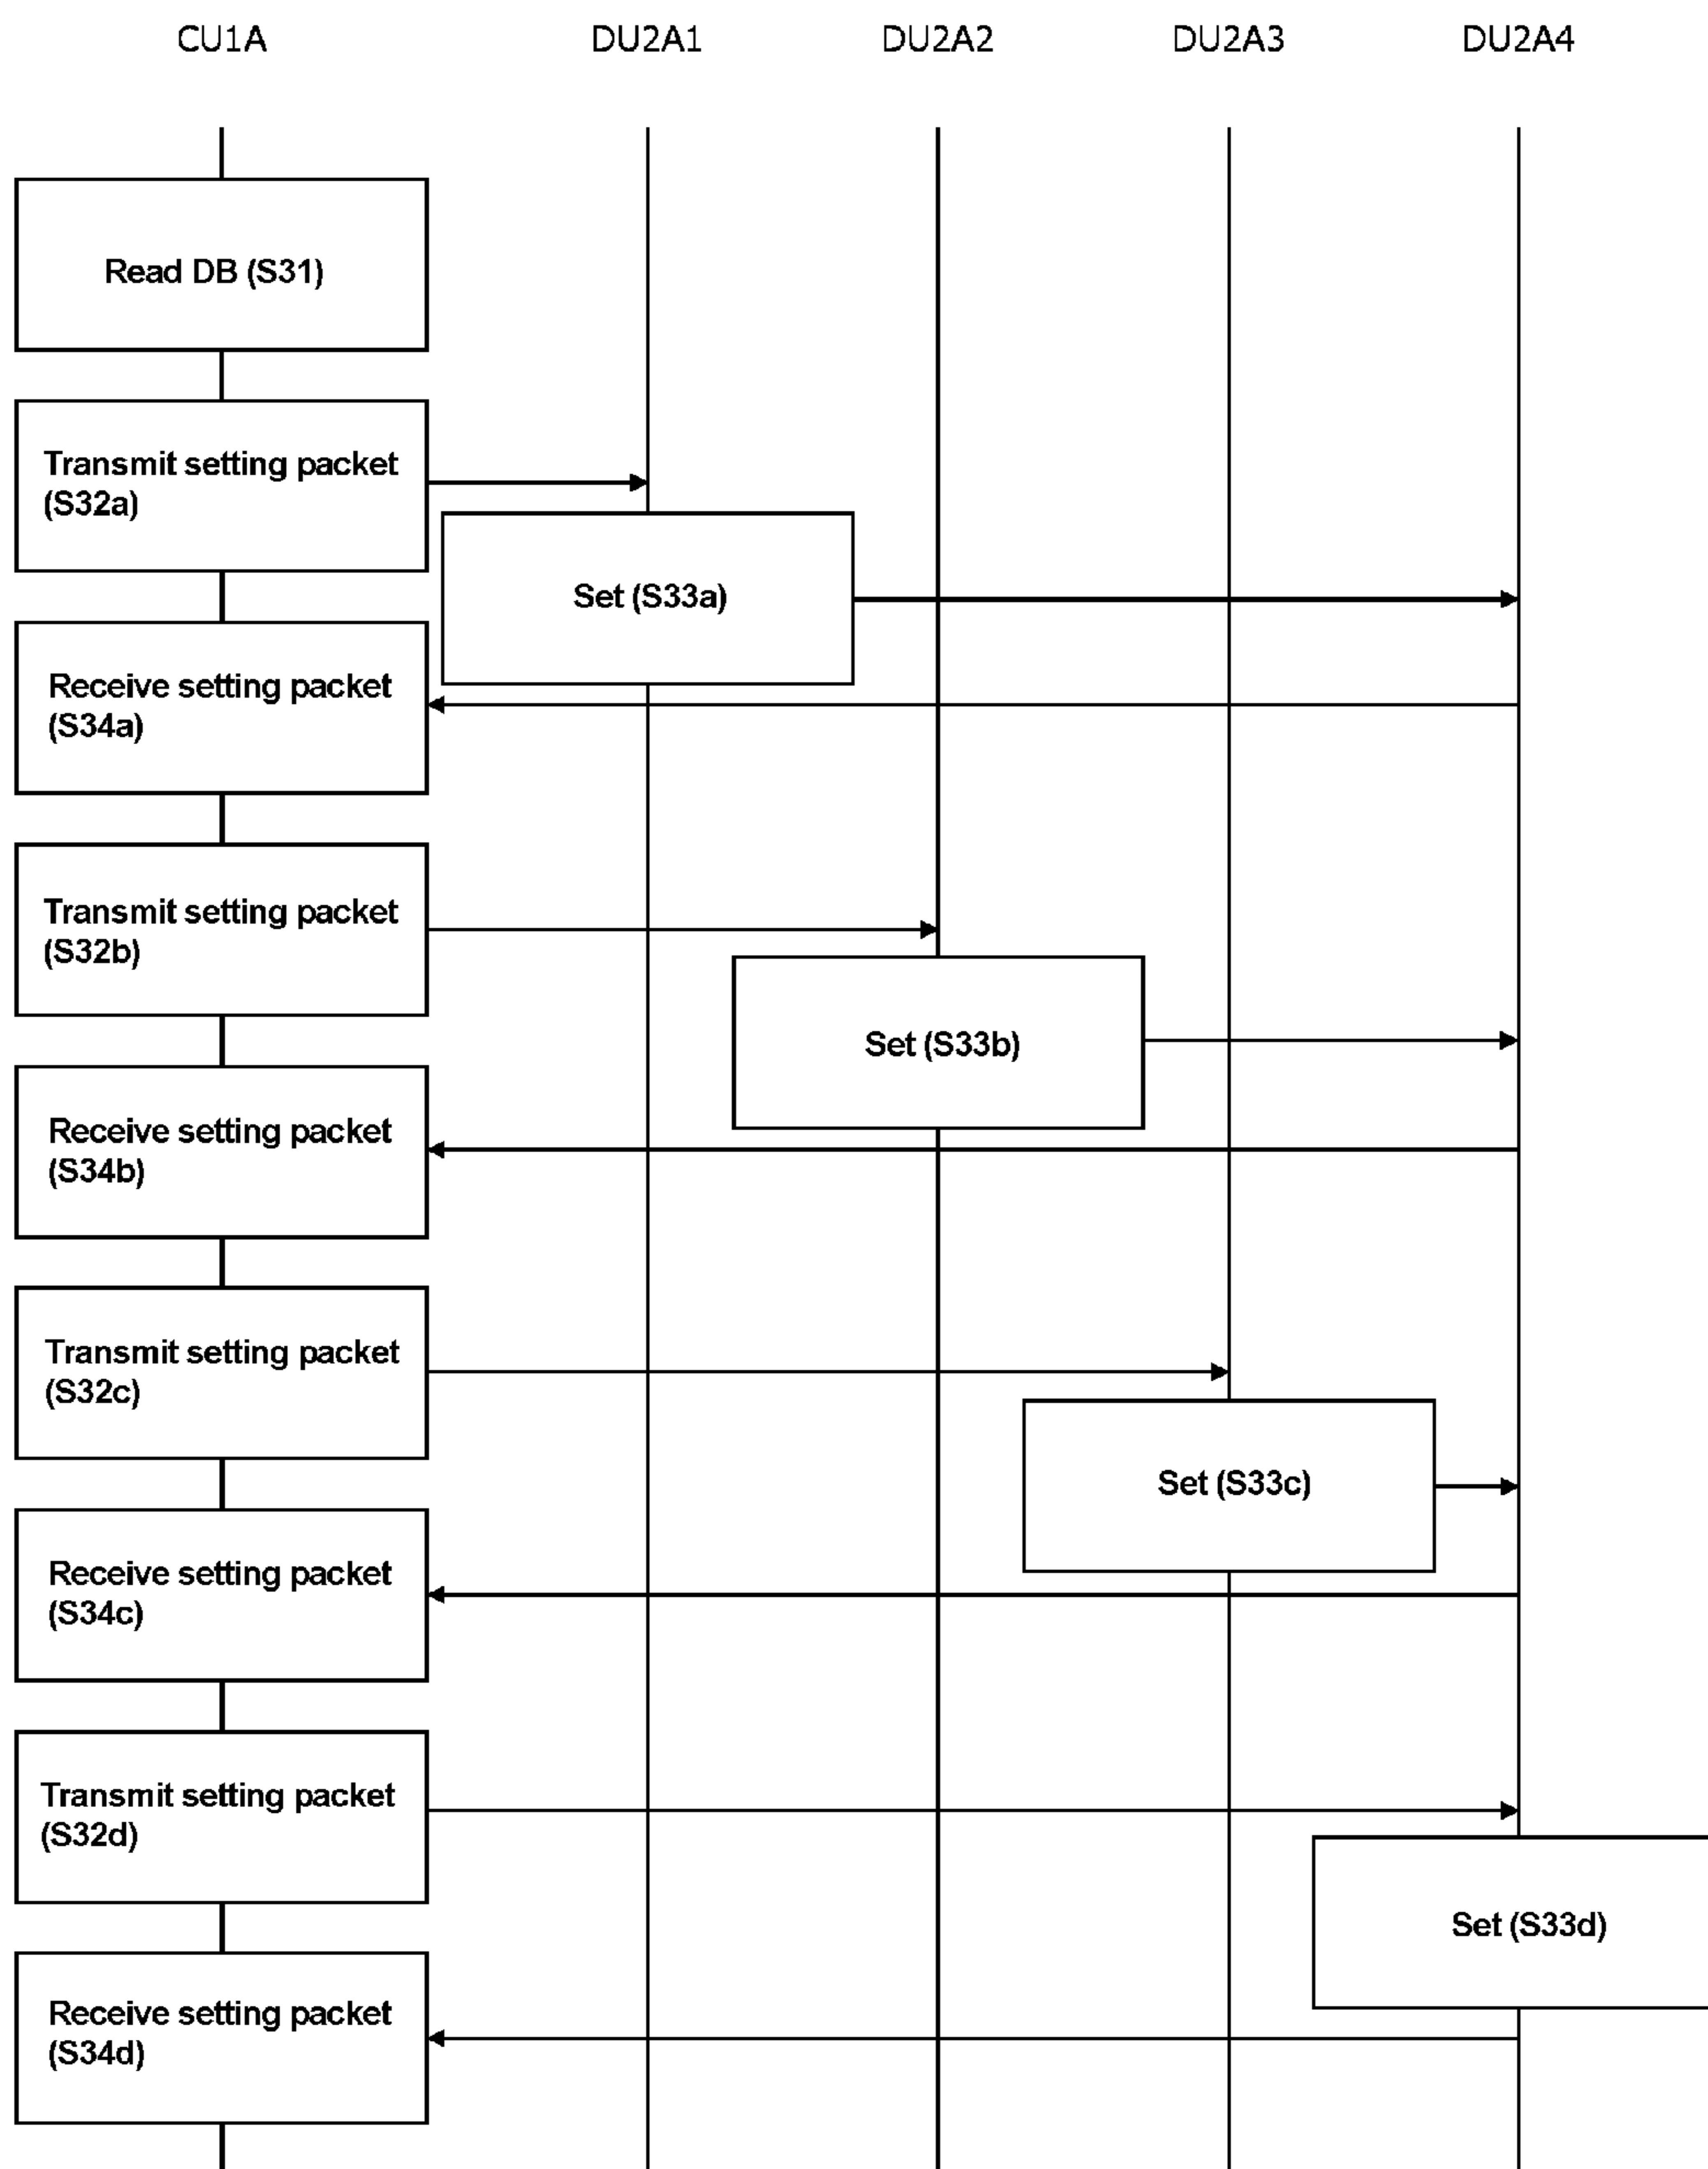 CU1A DU2A1 DU2A2 DU2A3 DU2A4
Read DB (S31)
Transmit setting packet
(S32a)
Set (S33a)
Receive setting packet
(S34a)
Transmit setting packet
(S32b)
Set (S33b)
Receive setting packet
(S34b)
Transmit setting packet
(S32c)
Set (S33c)
Receive setting packet
(S34c)
Transmit setting packet
(S32d)
Set (S33d)
Receive setting packet
(S34d)